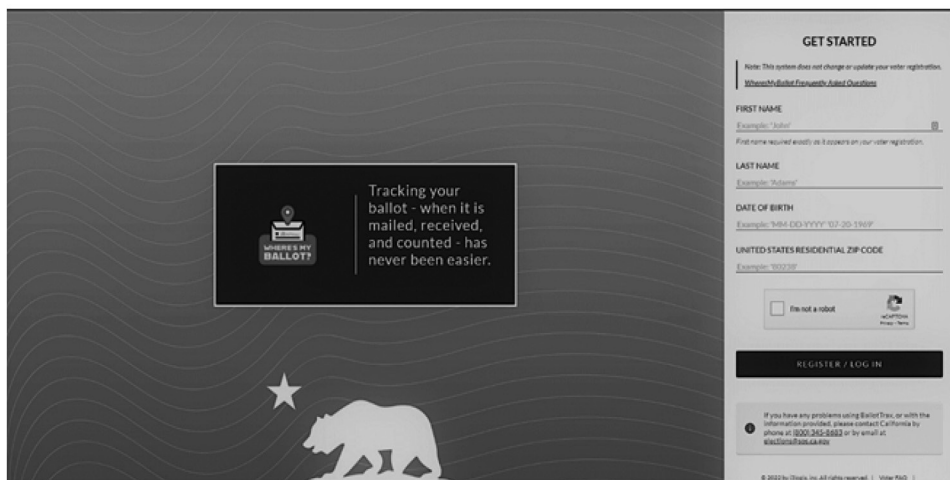 WHERE'S MY
BALLOT?
Tracking your
ballot - when it is
mailed, received,
and counted - has
never been easier.
GET STARTED
Note: This system does not change or update your voter registration.
WheresMyBallot Frequently Asked Questions
FIRST NAME
Example: 'John'
First name required exactly as it appears on your voter registration.
LAST NAME
Example: 'Adams'
DATE OF BIRTH
Example: 'MM-DD-YYYY' '07-20-1969'
UNITED STATES RESIDENTIAL ZIP CODE
Example: '80238'
I'm not a robot
reCAPTCHA
Privacy - Terms
REGISTER / LOG IN
If you have any problems using BallotTrax, or with the
information provided, please contact California by
phone at (800) 345-8683 or by email at
elections@sos.ca.gov
© 2022 by i3logix, Inc. All rights reserved. | Voter FAQ |